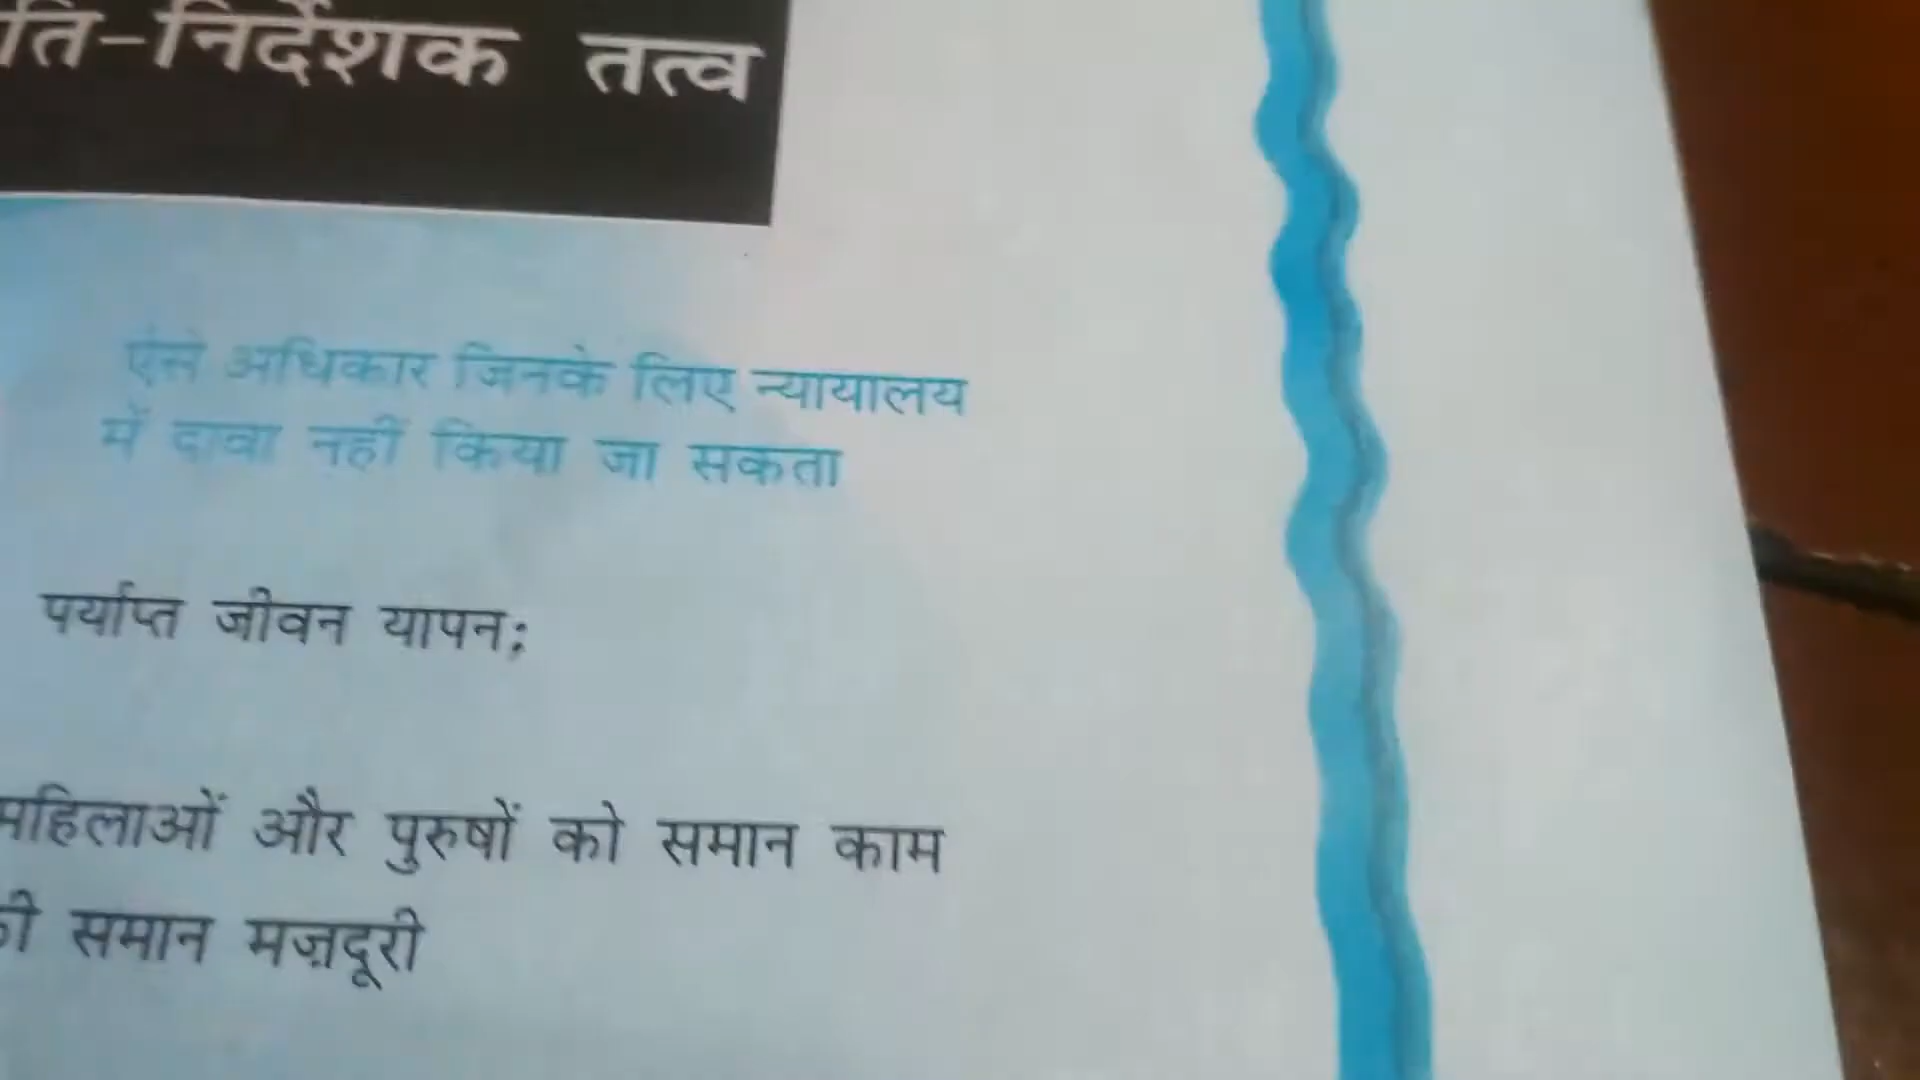 ति-निर्देशक तत्व
ऐसे अधिकार जिनके लिए न्यायालय
में दावा नहीं किया जा सकता
पर्याप्त जीवन यापन;
महिलाओं और पुरुषों को समान काम
की समान मज़दूरी